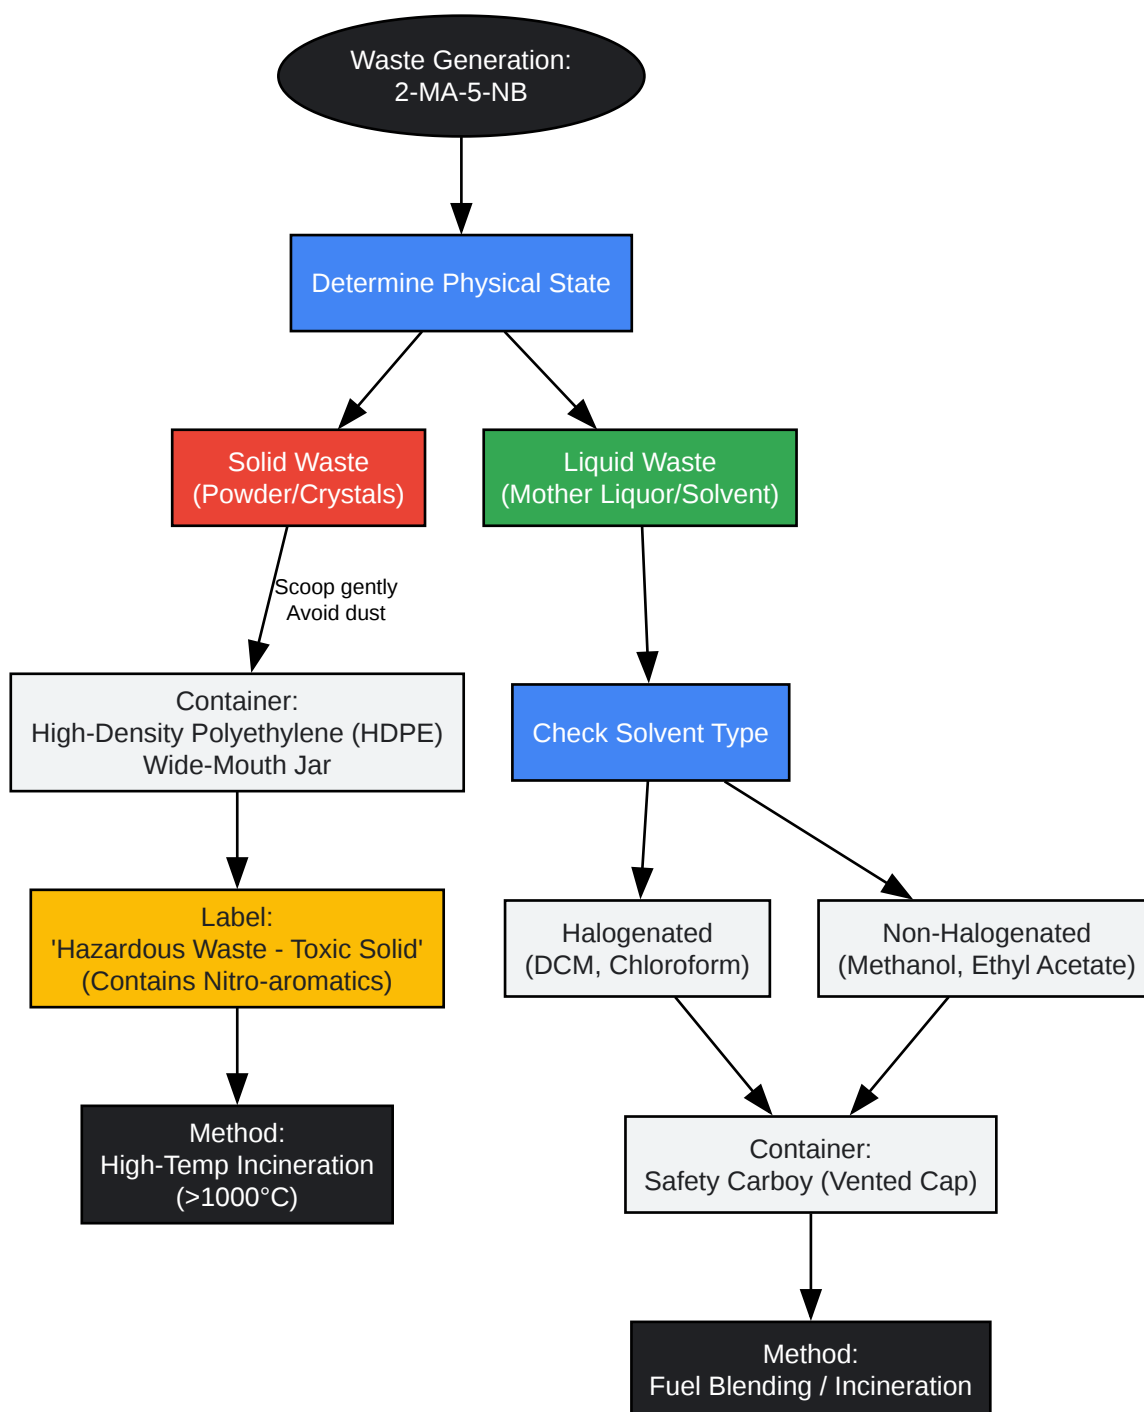 Waste Generation:
2-MA-5-NB
Determine Physical State
Solid Waste
(Powder/Crystals)
Liquid Waste
(Mother Liquor/Solvent)
Scoop gently
Avoid dust
Container:
High-Density Polyethylene (HDPE)
Wide-Mouth Jar
Check Solvent Type
Label:
'Hazardous Waste - Toxic Solid'
(Contains Nitro-aromatics)
Halogenated
(DCM, Chloroform)
Non-Halogenated
(Methanol, Ethyl Acetate)
Method:
High-Temp Incineration
(>1000°C)
Container:
Safety Carboy (Vented Cap)
Method:
Fuel Blending / Incineration